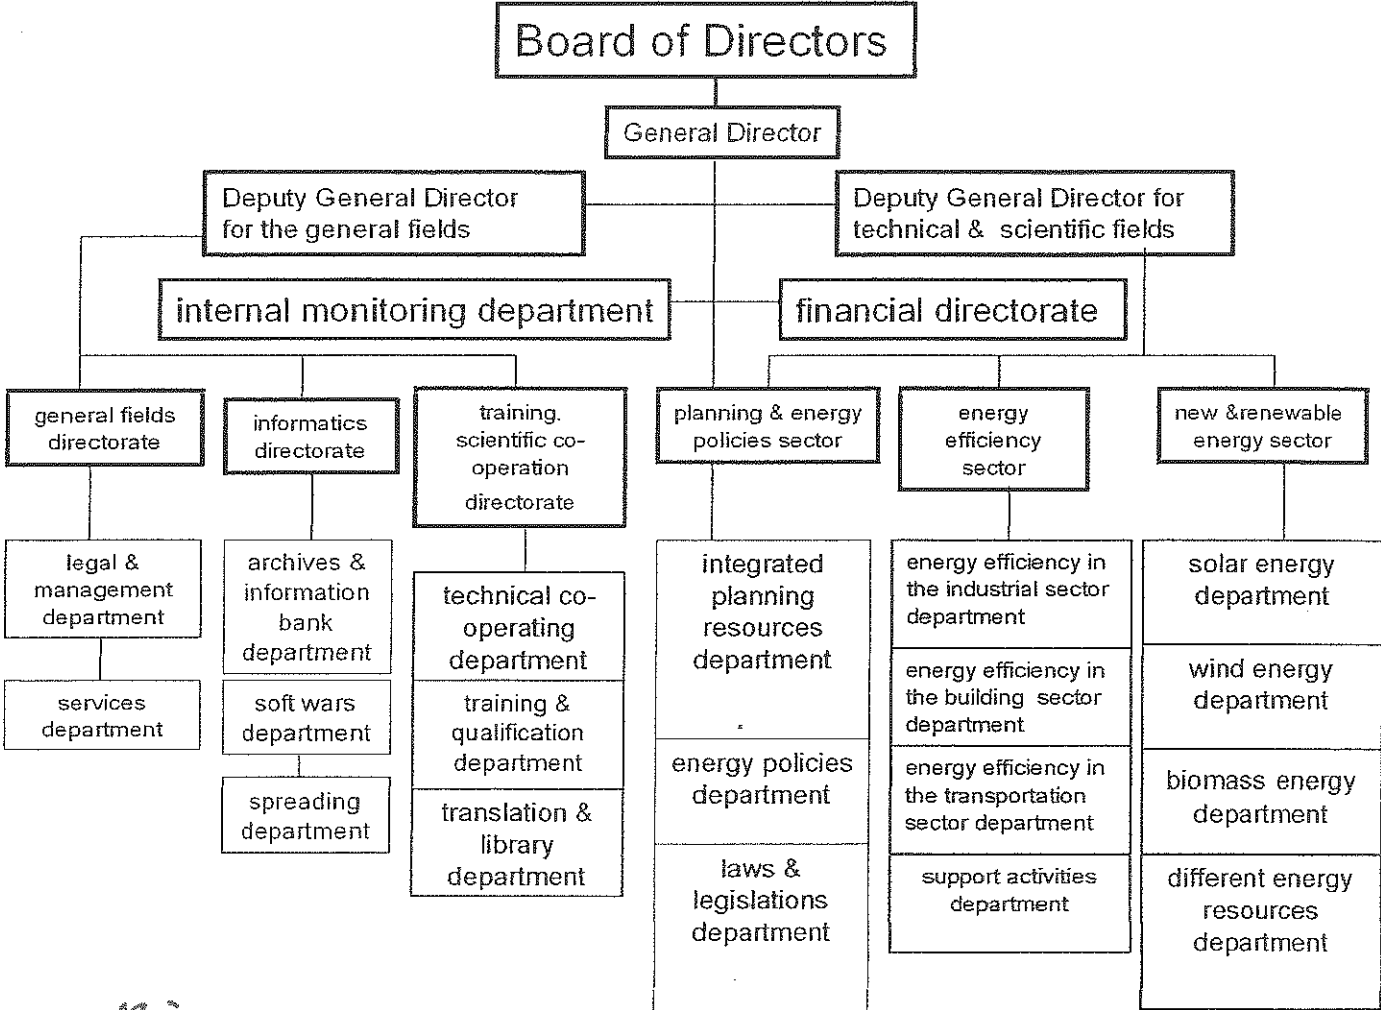 Board of Directors
General Director
Deputy General Director
for the general fields
Deputy General Director for
technical & scientific fields
internal monitoring department
financial directorate
general fields
directorate
informatics
directorate
training.
scientific co-
operation
directorate
planning & energy
policies sector
energy
efficiency
sector
new &renewable
energy sector
legal &
management
department
services
department
archives &
information
bank
department
soft wars
department
spreading
department
technical co-
operating
department
training &
qualification
department
translation &
library
department
integrated
planning
resources
department
energy policies
department
laws &
legislations
department
energy efficiency in
the industrial sector
department
energy efficiency in
the building sector
department
energy efficiency in
the transportation
sector department
support activities
department
solar energy
department
wind energy
department
biomass energy
department
different energy
resources
department